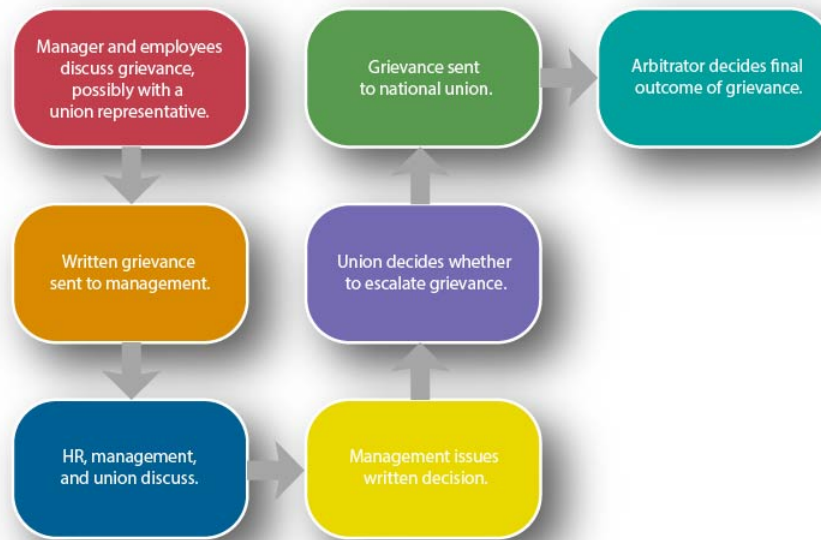 Manager and employees
discuss grievance,
possibly with a
union representative.
Written grievance
sent to management.
HR, management,
and union discuss.
Management issues
written decision.
Union decides whether
to escalate grievance.
Grievance sent
to national union.
Arbitrator decides final
outcome of grievance.